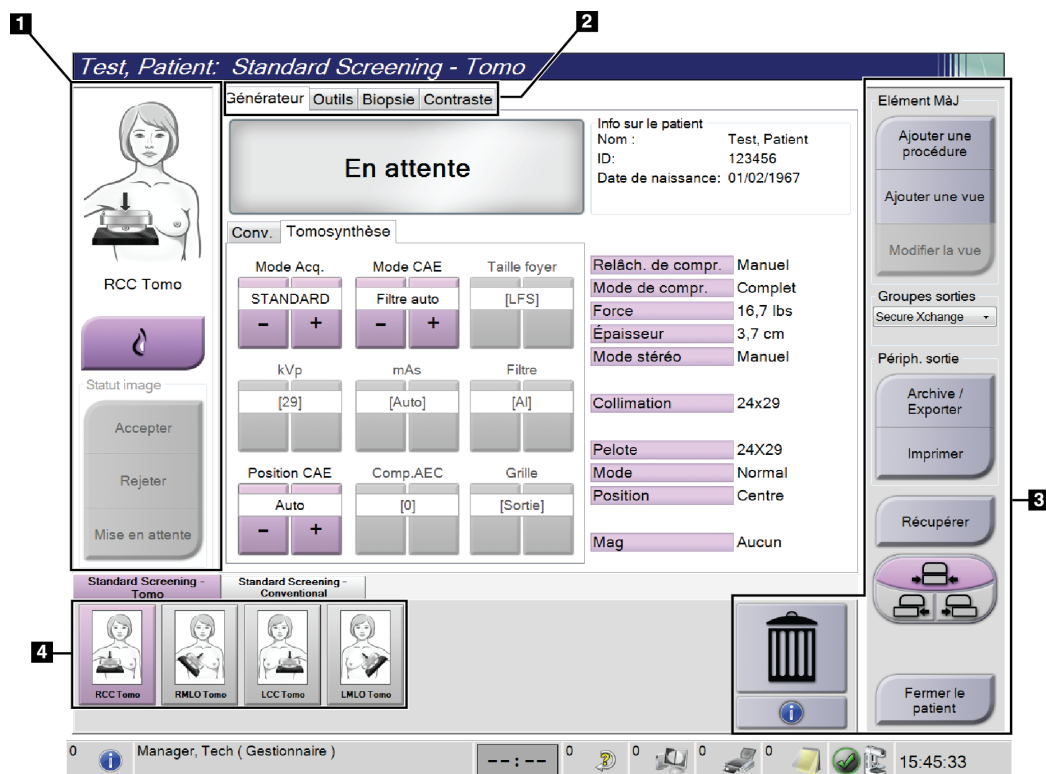 1
2
Test, Patient: Standard Screening - Tomo
Générateur Outils Biopsie Contraste
Elément MàJ
Ajouter une
procédure
Ajouter une vue
Modifier la vue
En attente
Info sur le patient
Nom : Test, Patient
ID: 123456
Date de naissance: 01/02/1967
RCC Tomo
Conv. Tomosynthèse
Mode Acq. Mode CAE Taille foyer
STANDARD Filtre auto [LFS]
- + - +
kVp mAs Filtre
[29] [Auto] [Al]
Position CAE Comp.AEC Grille
Auto [0] [Sortie]
- +
Relâch. de compr. Manuel
Mode de compr. Complet
Force 16,7 lbs
Épaisseur 3,7 cm
Mode stéréo Manuel
Collimation 24x29
Pelote 24X29
Mode Normal
Position Centre
Mag Aucun
Groupes sorties
Secure Xchange
Périph. sortie
Archive /
Exporter
Imprimer
Récupérer
3
Statut image
Accepter
Rejeter
Mise en attente
Standard Screening -
Tomo
Standard Screening -
Conventional
4
RCC Tomo RMLO Tomo LCC Tomo LMLO Tomo
Fermer le
patient
0 Manager, Tech ( Gestionnaire ) --:-- 0 0 0 0 15:45:33